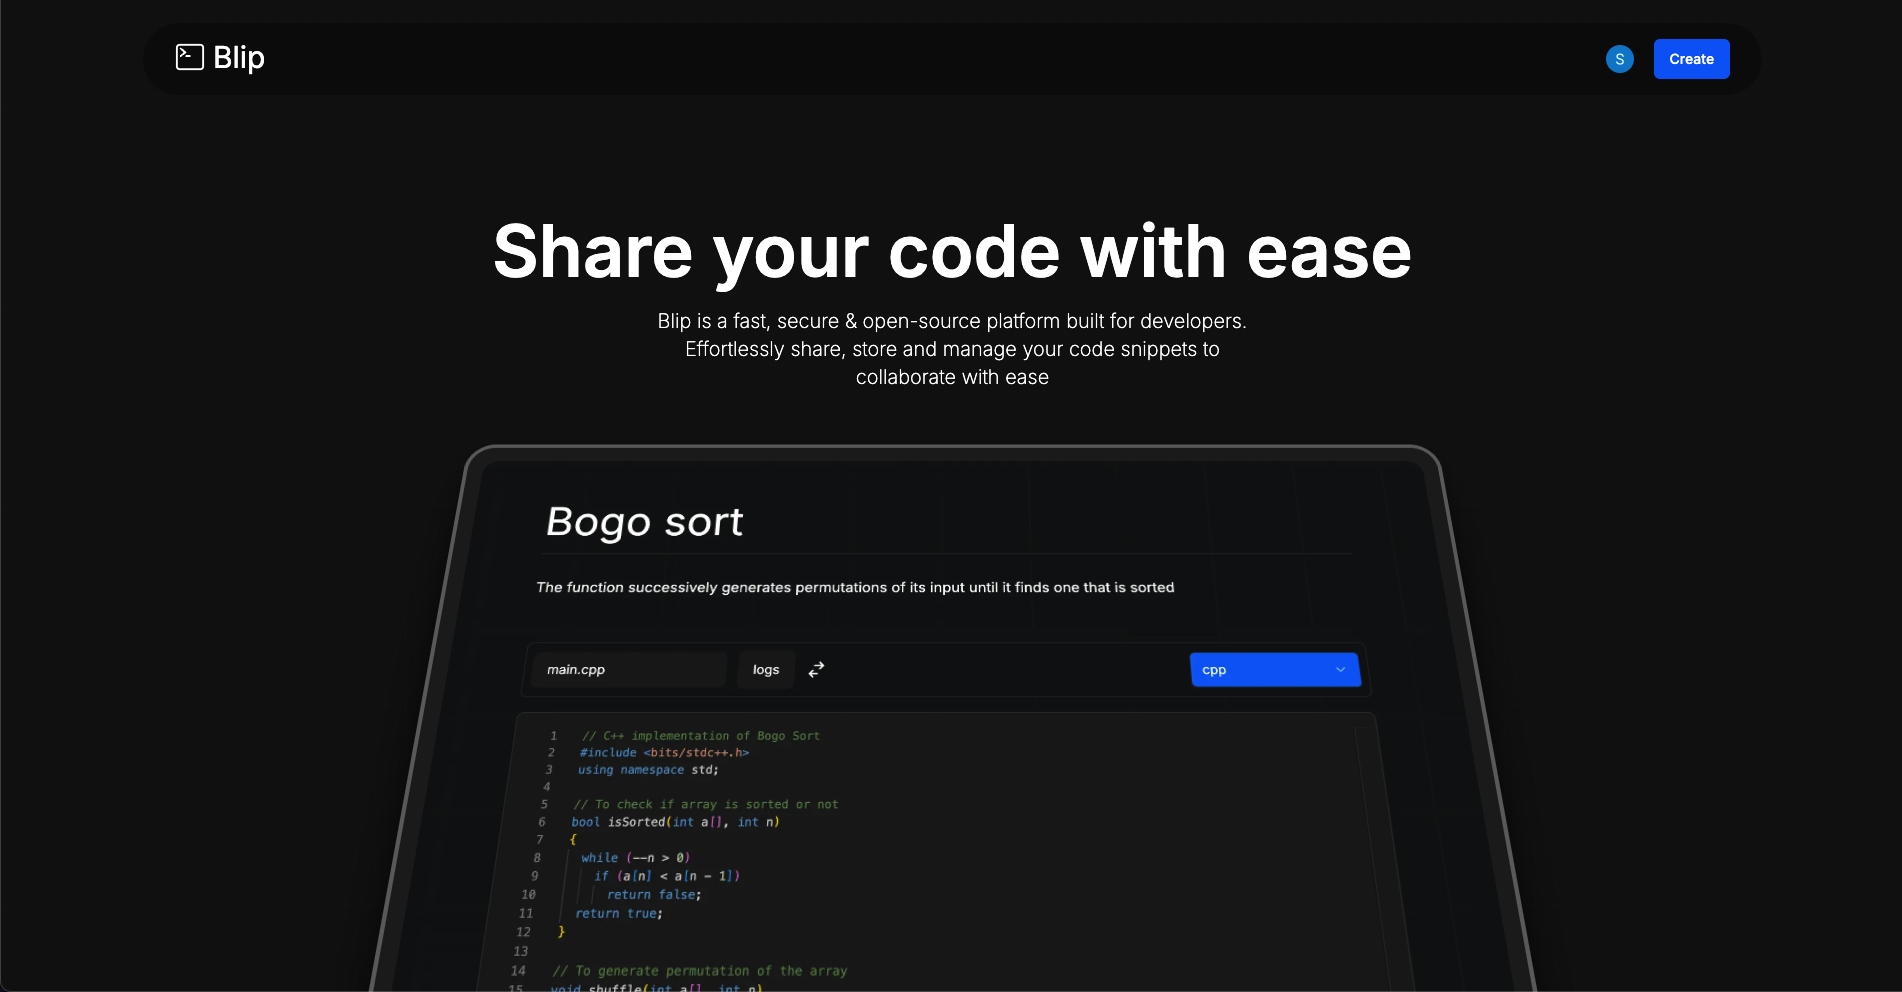 Blip
S
Create
Share your code with ease
Blip is a fast, secure & open-source platform built for developers.
Effortlessly share, store and manage your code snippets to
collaborate with ease
Bogo sort
The function successively generates permutations of its input until it finds one that is sorted
main.cpp logs cpp
1 // C++ implementation of Bogo Sort
2 #include <bits/stdc++.h>
3 using namespace std;
4
5 // To check if array is sorted or not
6 bool isSorted(int a[], int n)
7 {
8 while (--n > 0)
9 if (a[n] < a[n - 1])
10 return false;
11 return true;
12 }
13
14 // To generate permutation of the array
15 void shuffle(int a[], int n)